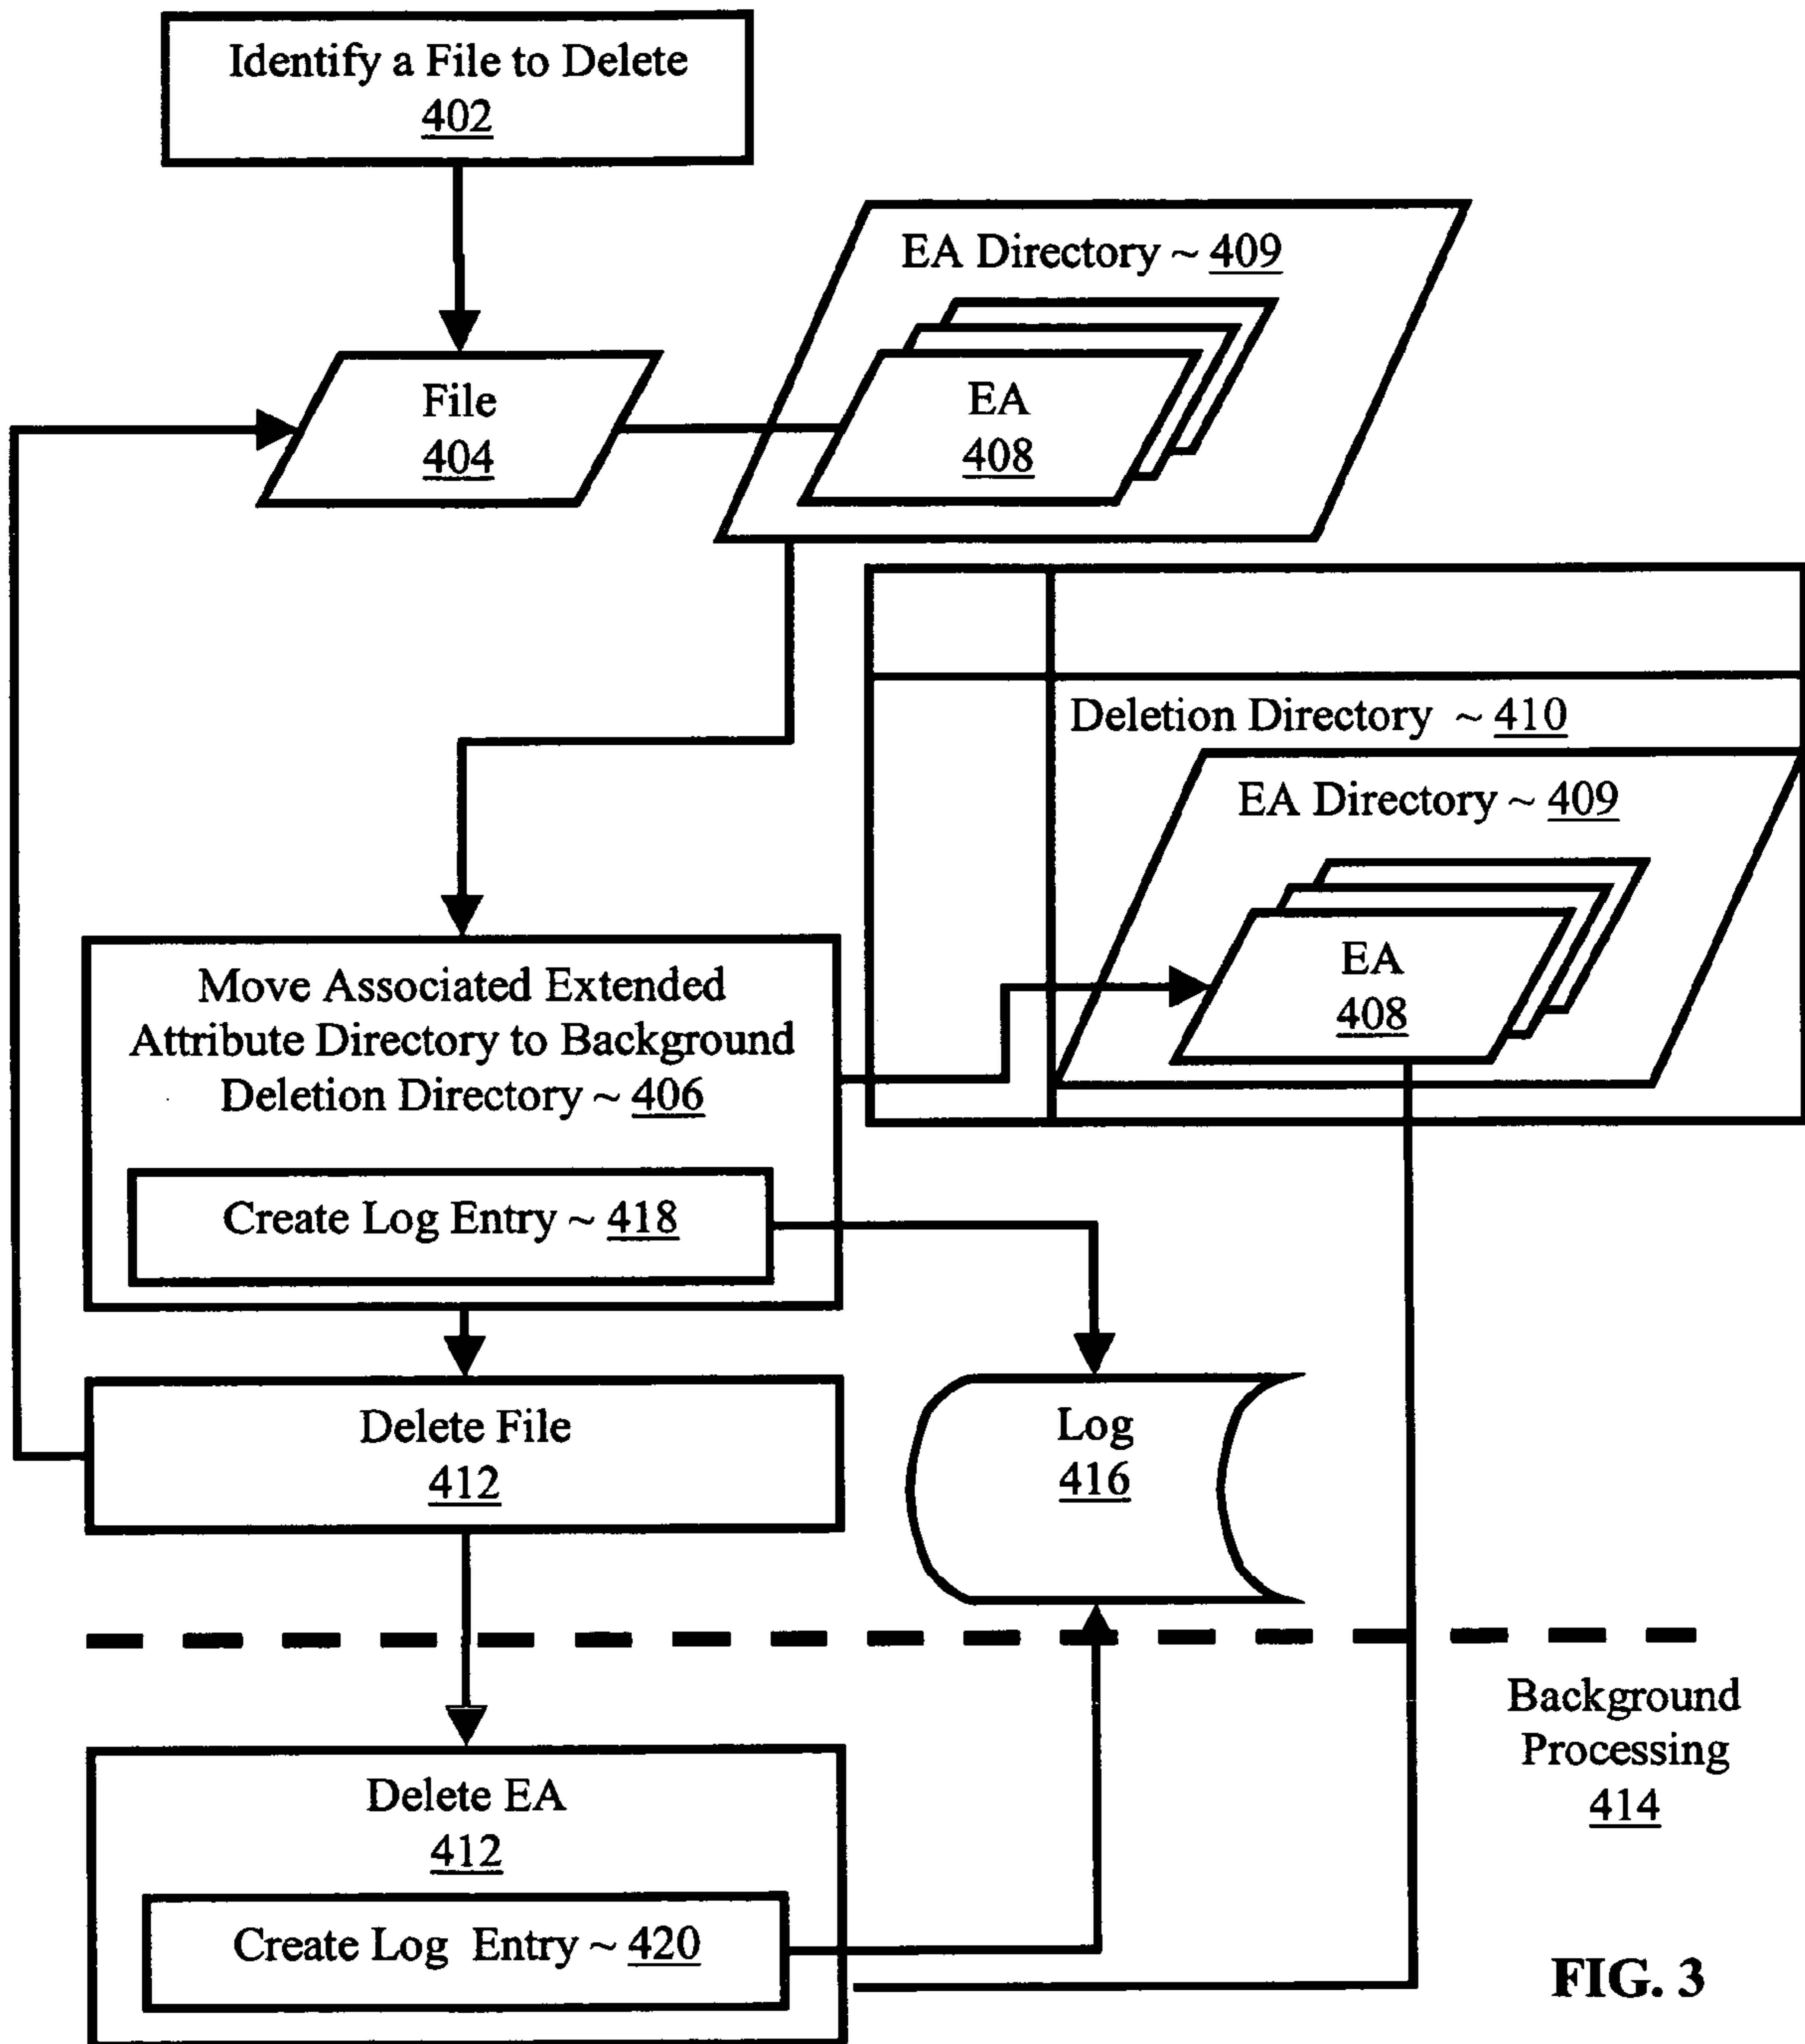 Identify a File to Delete
402
EA Directory ~ 409
File
404
EA
408
Deletion Directory ~ 410
EA Directory ~ 409
EA
408
Move Associated Extended
Attribute Directory to Background
Deletion Directory ~ 406
Create Log Entry ~ 418
Delete File
412
Log
416
Background
Processing
414
Delete EA
412
Create Log Entry ~ 420
FIG. 3